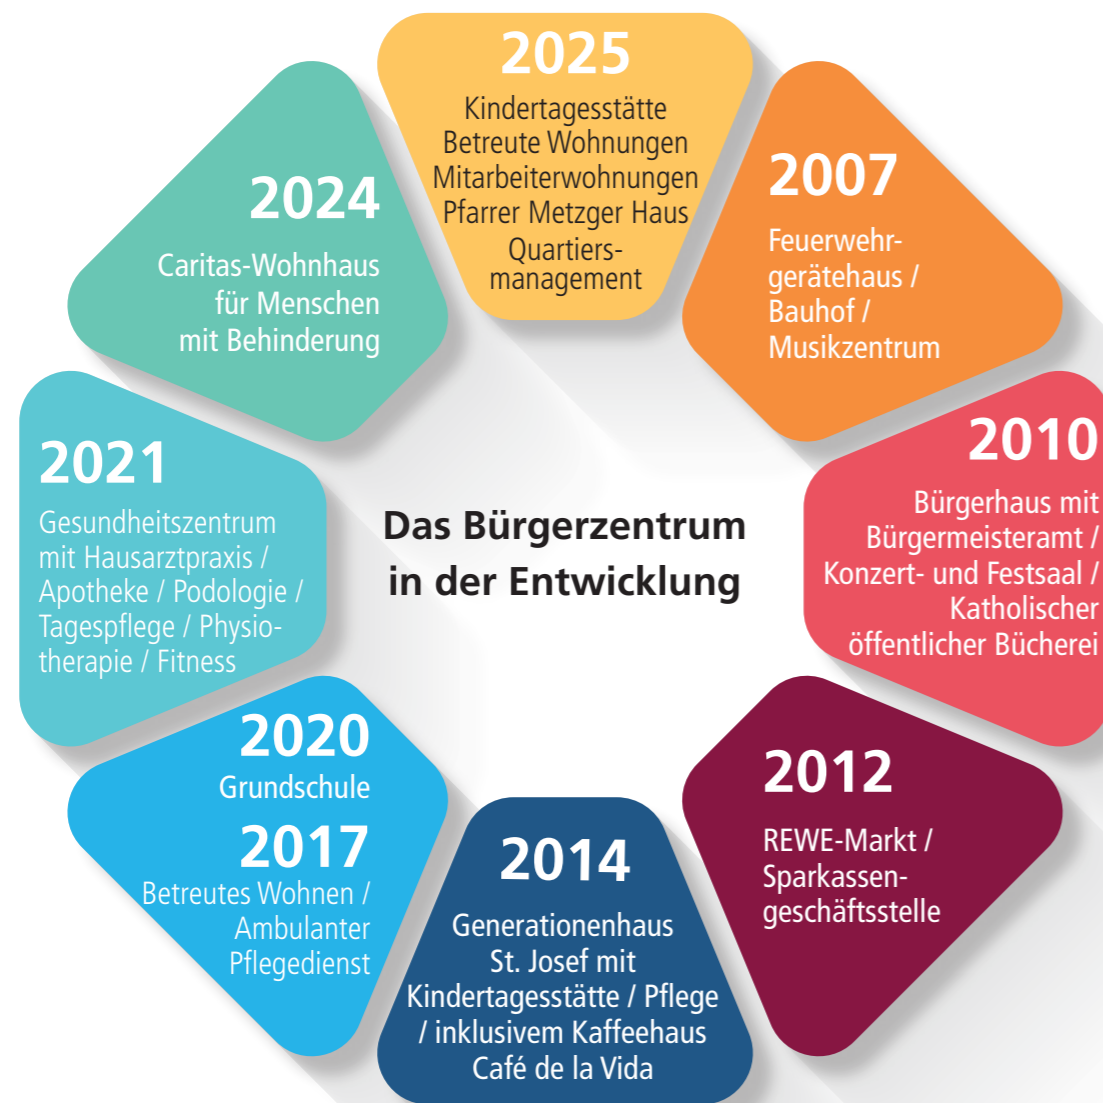 2025
Kindertagesstätte
Betreute Wohnungen
Mitarbeiterwohnungen
Pfarrer Metzger Haus
Quartiers-
management
2007
Feuerwehr-
gerätehaus /
Bauhof /
Musikzentrum
2010
Bürgerhaus mit
Bürgermeisteramt /
Konzert- und Festsaal /
Katholischer
öffentlicher Bücherei
2012
REWE-Markt /
Sparkassen-
geschäftsstelle
2014
Generationenhaus
St. Josef mit
Kindertagesstätte / Pflege
/ inklusivem Kaffeehaus
Café de la Vida
2020
Grundschule
2017
Betreutes Wohnen /
Ambulanter
Pflegedienst
2021
Gesundheitszentrum
mit Hausarztpraxis /
Apotheke / Podologie /
Tagespflege / Physio-
therapie / Fitness
2024
Caritas-Wohnhaus
für Menschen
mit Behinderung
Das Bürgerzentrum
in der Entwicklung